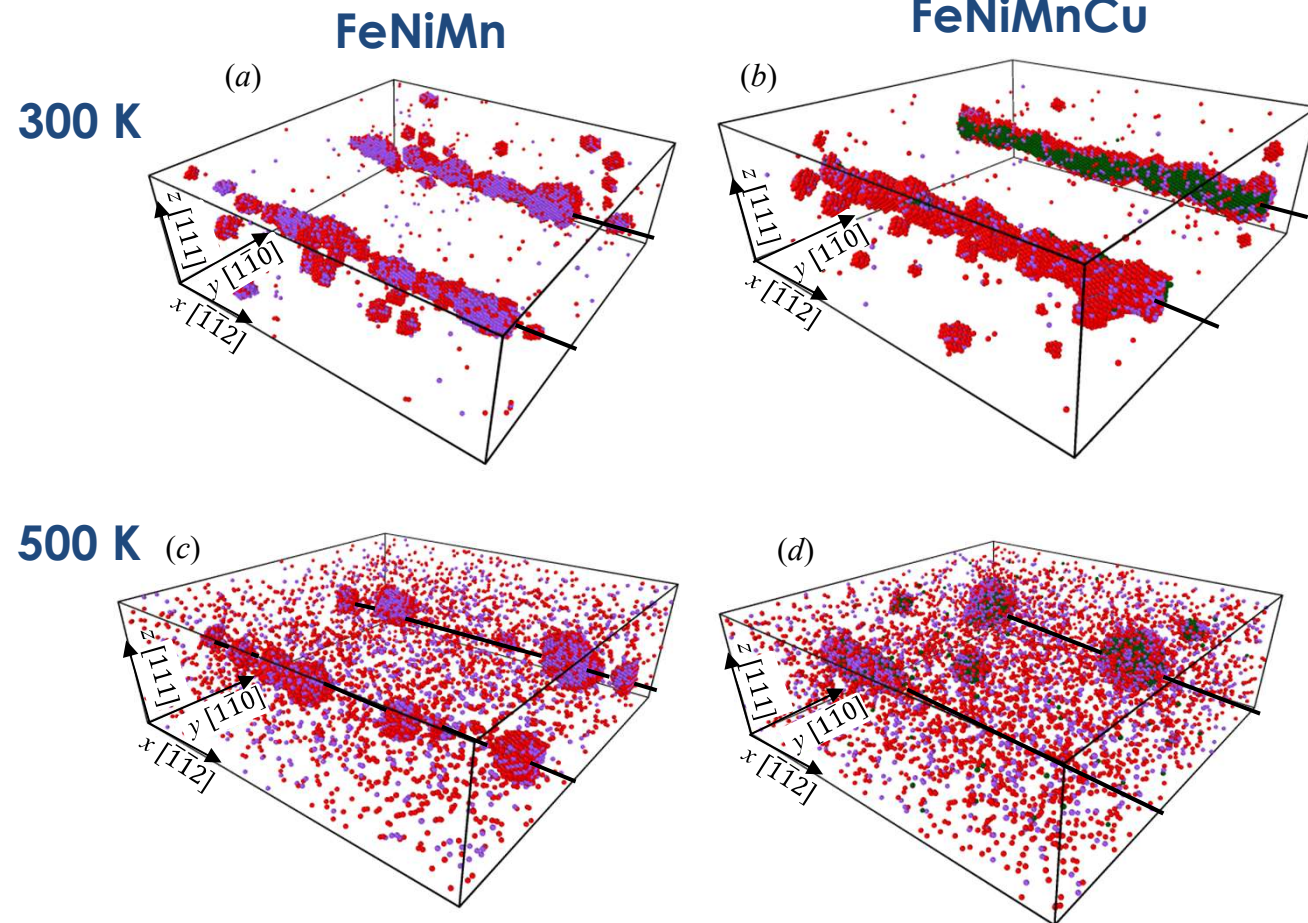 FeNiMn
FeNiMnCu
300 K
(a)
z [111]
y [11̅0]
x [1̅1̅2]
(b)
z [111]
y [11̅0]
x [1̅1̅2]
500 K
(c)
z [111]
y [11̅0]
x [1̅1̅2]
(d)
z [111]
y [11̅0]
x [1̅1̅2]